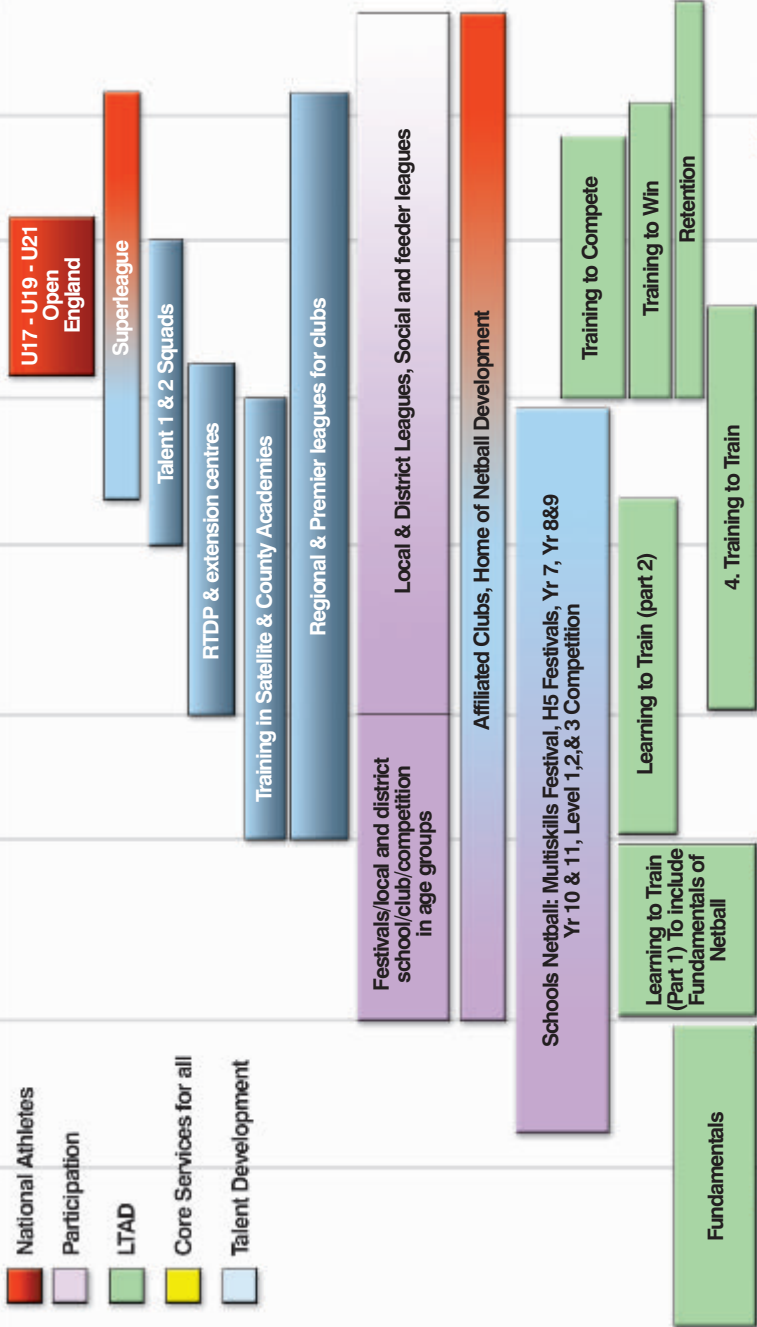 National Athletes
Participation
LTAD
Core Services for all
Talent Development
U17 - U19 - U21
Open
England
Superleague
Talent 1 & 2 Squads
RTDP & extension centres
Training in Satellite & County Academies
Regional & Premier leagues for clubs
Festivals/local and district
school/club/competition
in age groups
Local & District Leagues, Social and feeder leagues
Affiliated Clubs, Home of Netball Development
Schools Netball: Multiskills Festival, H5 Festivals, Yr 7, Yr 8&9
Yr 10 & 11, Level 1,2,& 3 Competition
Training to Compete
Training to Win
Retention
Learning to Train (part 2)
4. Training to Train
Learning to Train
(Part 1) To include
Fundamentals of
Netball
Fundamentals